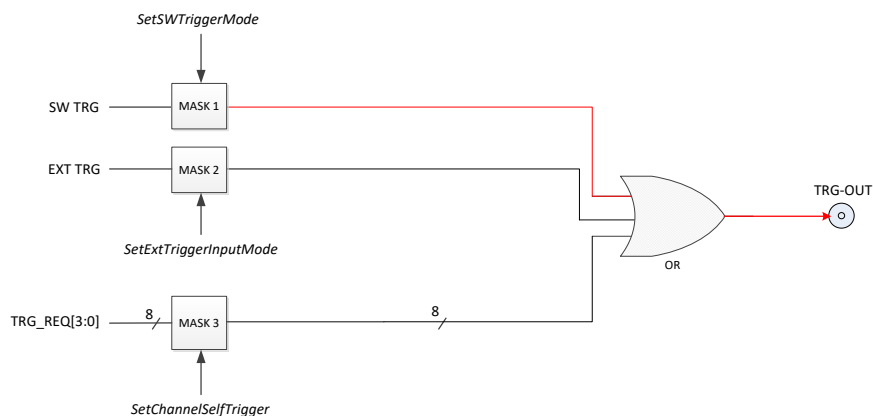 SetSWTriggerMode
SW TRG
MASK 1
EXT TRG
MASK 2
TRG-OUT
SetExtTriggerInputMode
OR
TRG_REQ[3:0]
8
MASK 3
8
SetChannelSelfTrigger